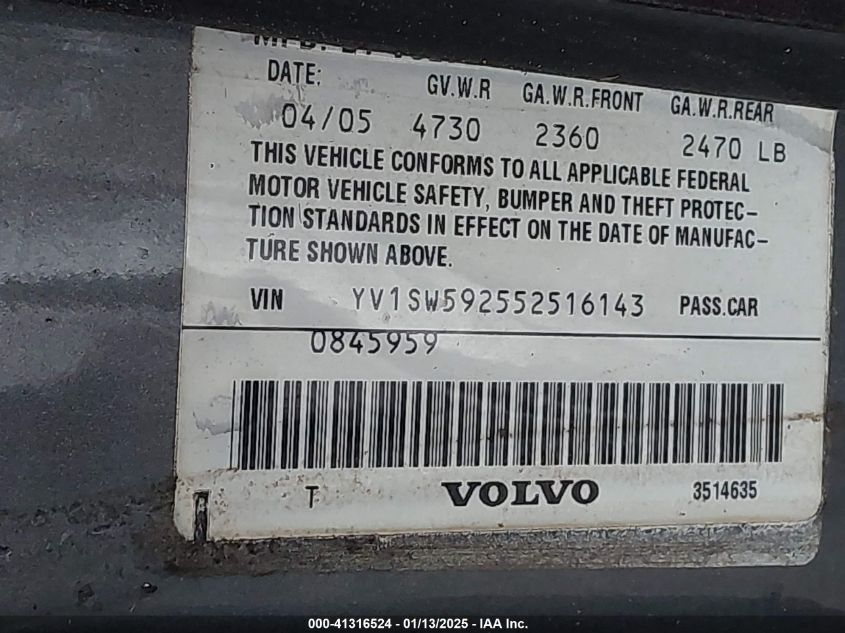 DATE: GV.W.R GA.W.R.FRONT GA.W.R.REAR
04/05 4730 2360 2470 LB
THIS VEHICLE CONFORMS TO ALL APPLICABLE FEDERAL
MOTOR VEHICLE SAFETY, BUMPER AND THEFT PROTEC-
TION STANDARDS IN EFFECT ON THE DATE OF MANUFAC-
TURE SHOWN ABOVE.
VIN YV1SW592552516143 PASS.CAR
0845959
T VOLVO 3514635
000-41316524 — 01/13/2025 — IAA Inc.